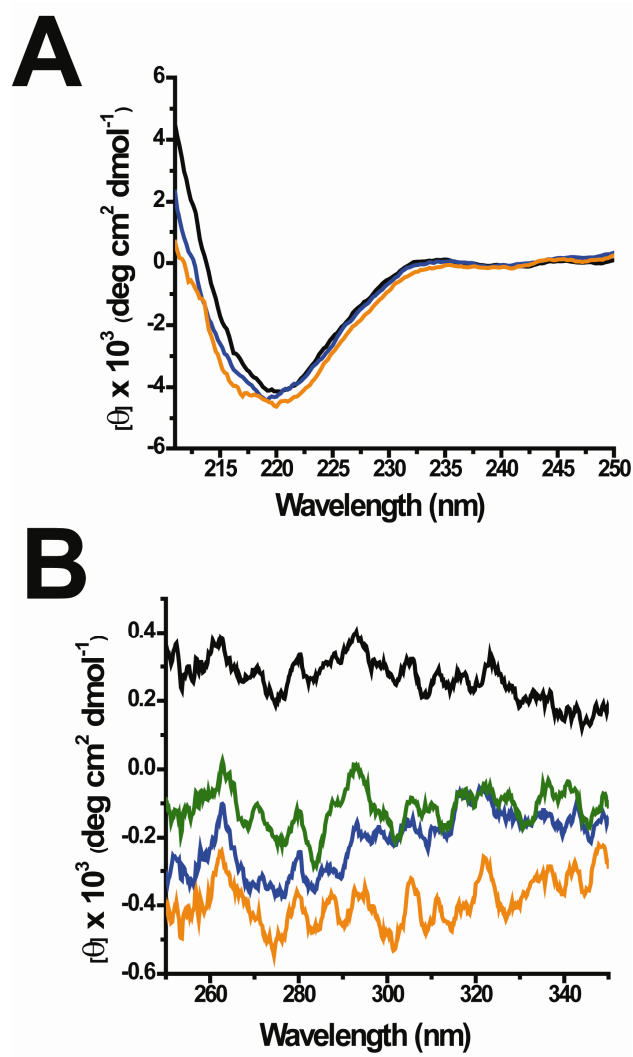 A
[θ] x 10³ (deg cm² dmol⁻¹)
6
4
2
0
-2
-4
-6
215 220 225 230 235 240 245 250
Wavelength (nm)
B
[θ] x 10³ (deg cm² dmol⁻¹)
0.4
0.2
0.0
-0.2
-0.4
-0.6
260 280 300 320 340
Wavelength (nm)